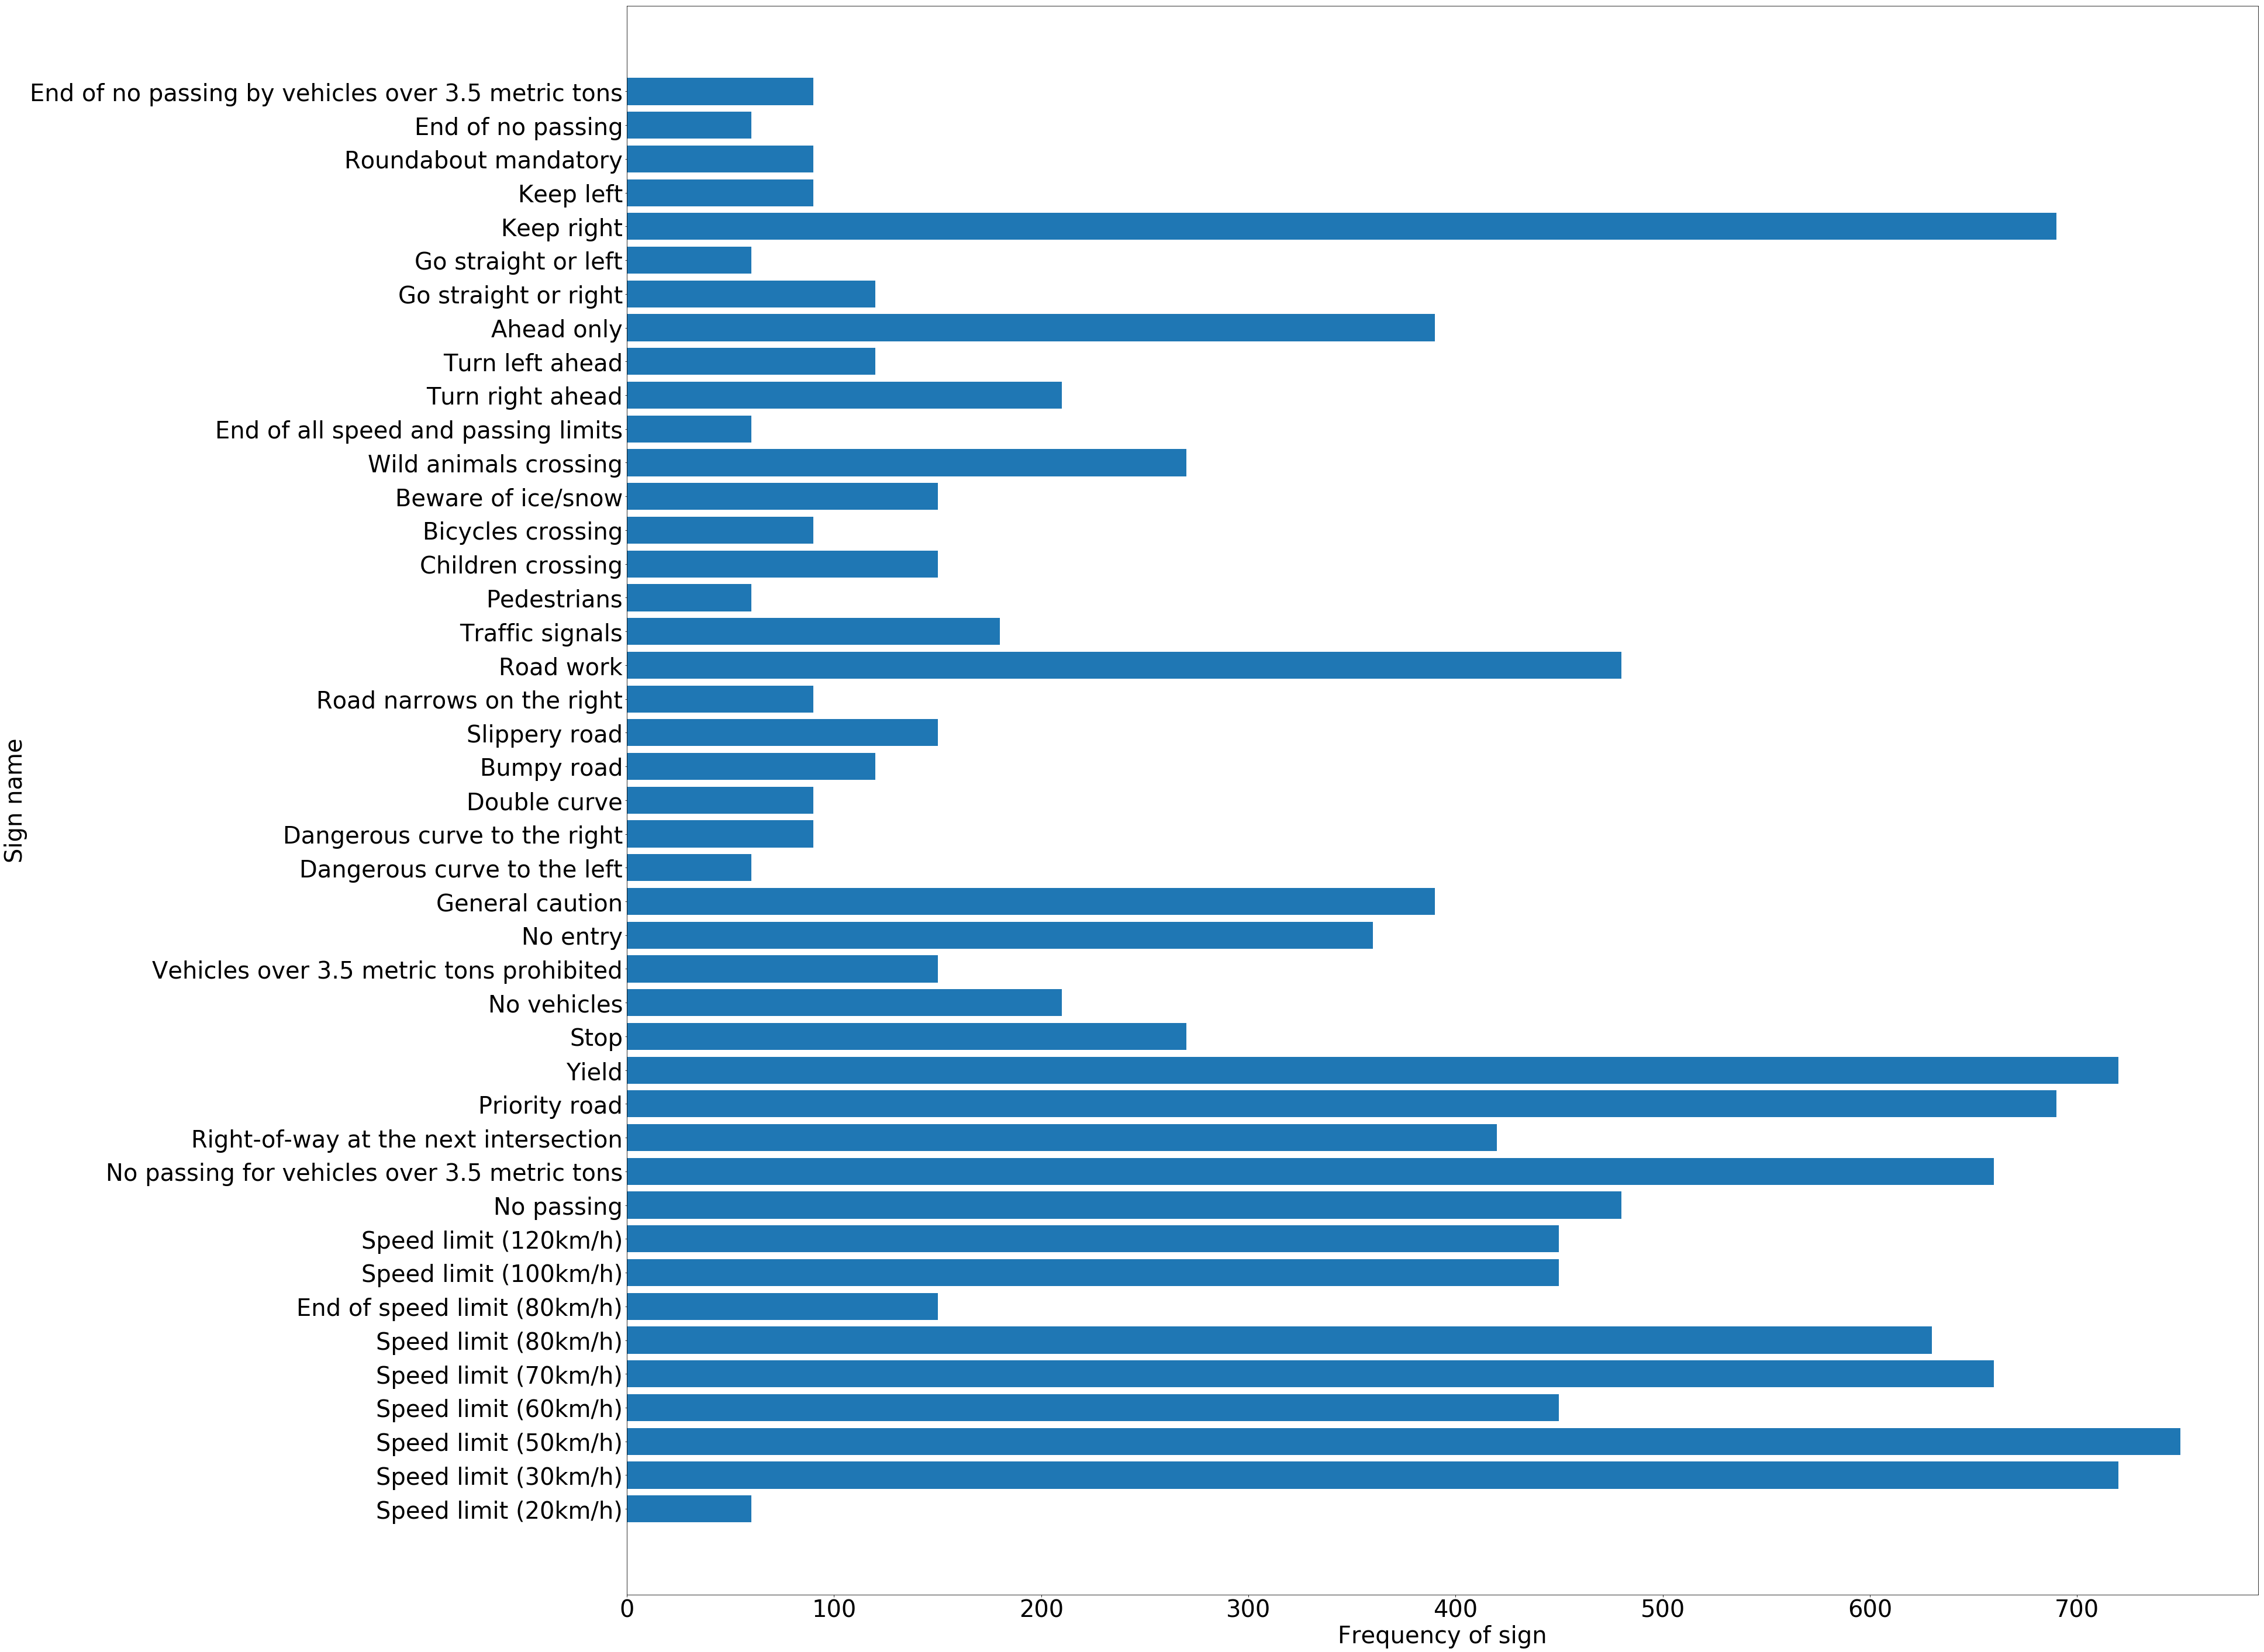 End of no passing by vehicles over 3.5 metric tons
End of no passing
Roundabout mandatory
Keep left
Keep right
Go straight or left
Go straight or right
Ahead only
Turn left ahead
Turn right ahead
End of all speed and passing limits
Wild animals crossing
Beware of ice/snow
Bicycles crossing
Children crossing
Pedestrians
Traffic signals
Road work
Road narrows on the right
Slippery road
Bumpy road
Double curve
Dangerous curve to the right
Dangerous curve to the left
General caution
No entry
Vehicles over 3.5 metric tons prohibited
No vehicles
Stop
Yield
Priority road
Right-of-way at the next intersection
No passing for vehicles over 3.5 metric tons
No passing
Speed limit (120km/h)
Speed limit (100km/h)
End of speed limit (80km/h)
Speed limit (80km/h)
Speed limit (70km/h)
Speed limit (60km/h)
Speed limit (50km/h)
Speed limit (30km/h)
Speed limit (20km/h)
Sign name
0 100 200 300 400 500 600 700
Frequency of sign